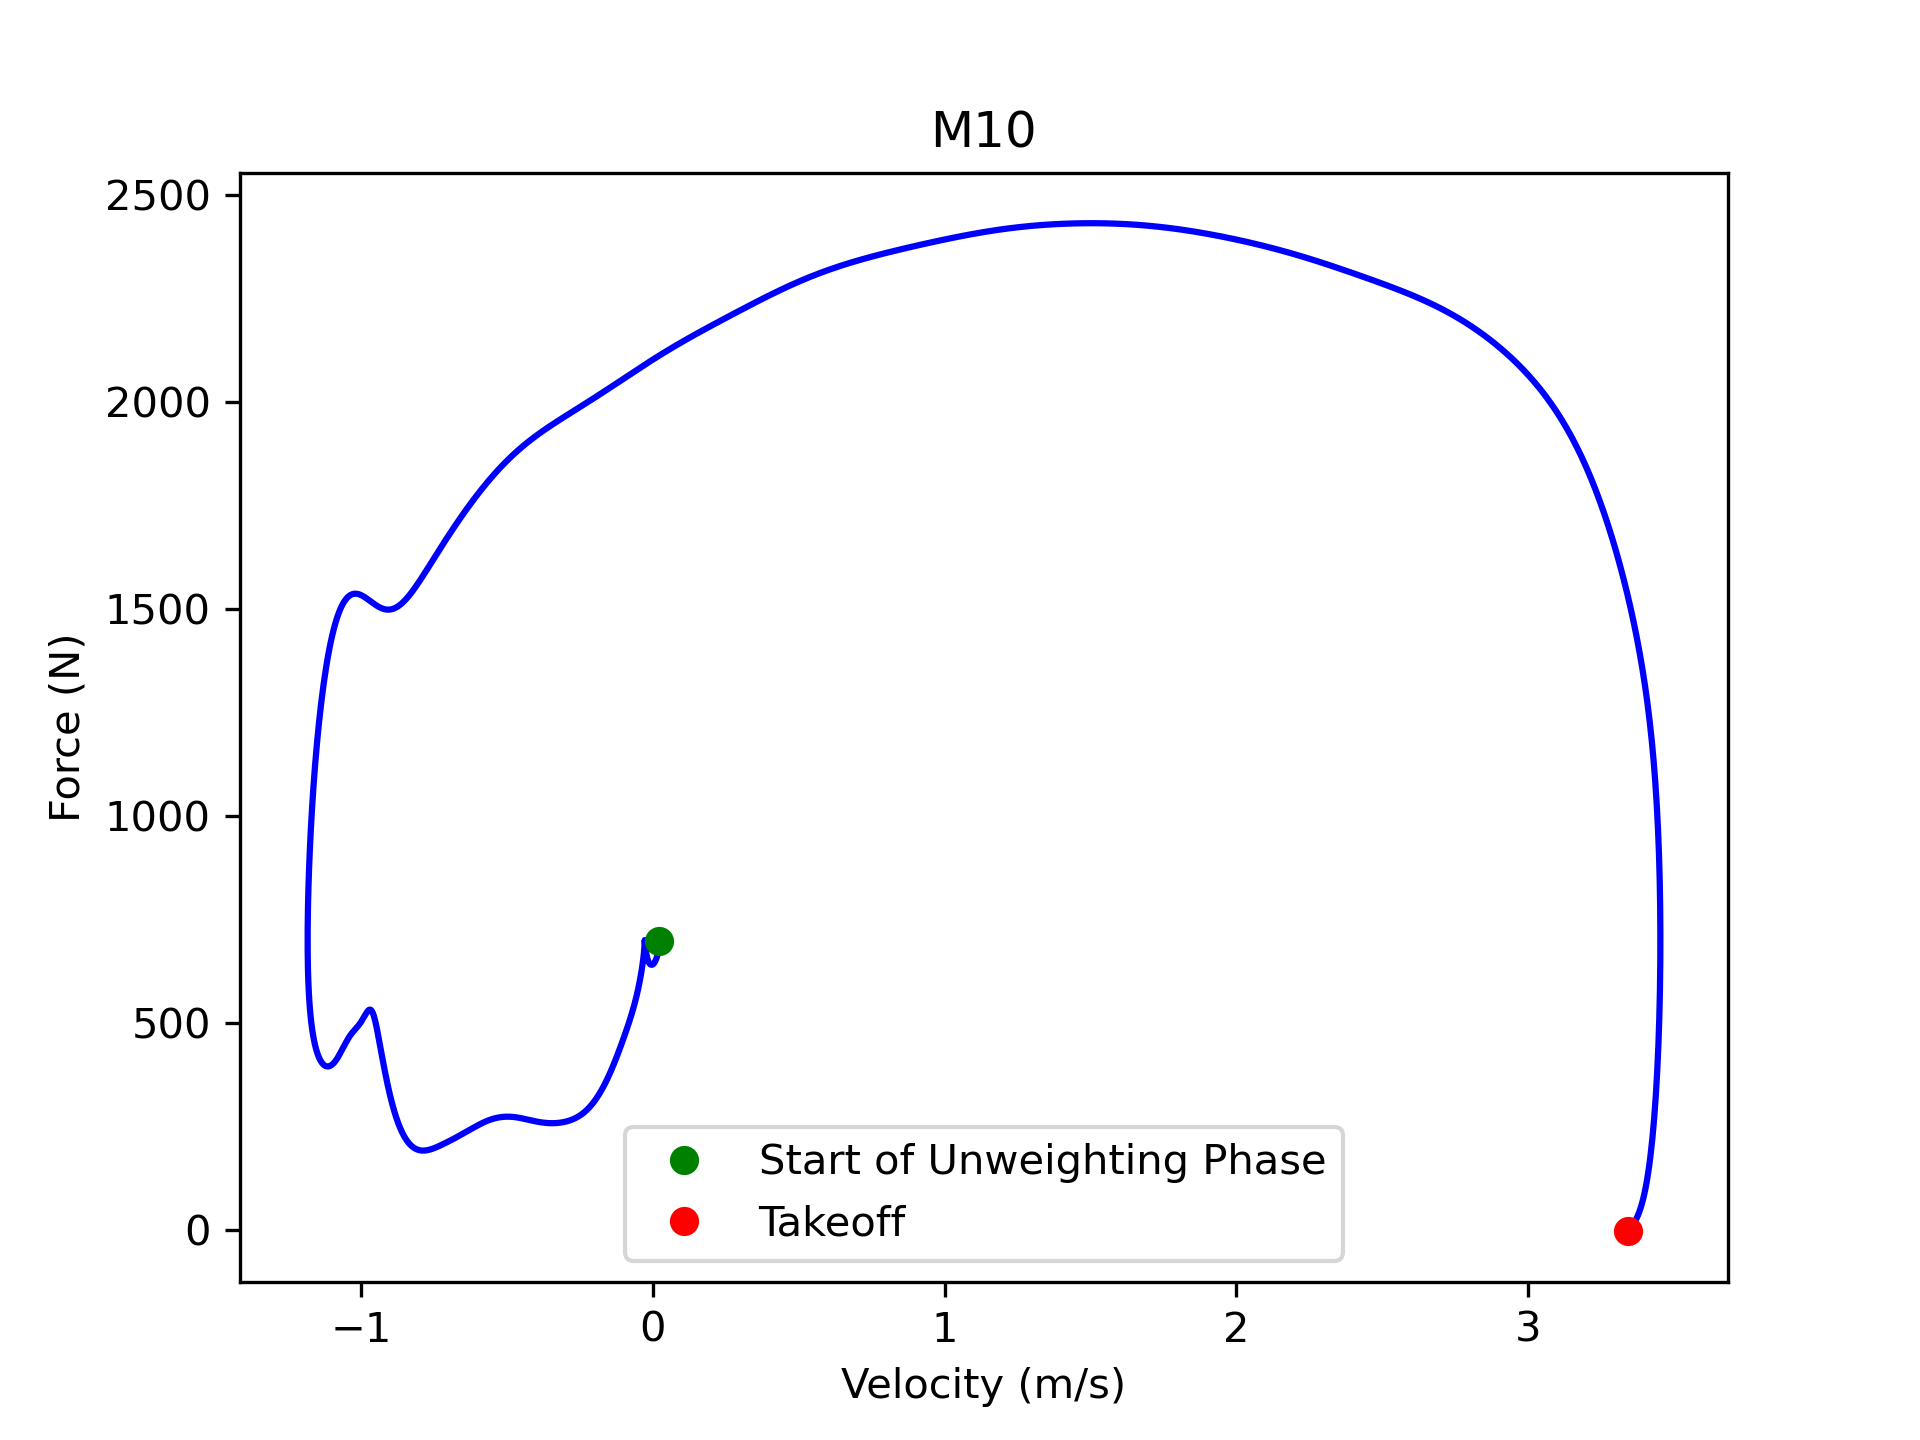 M10
Force (N)
2500
2000
1500
1000
500
0
Start of Unweighting Phase
Takeoff
−1
0
1
2
3
Velocity (m/s)